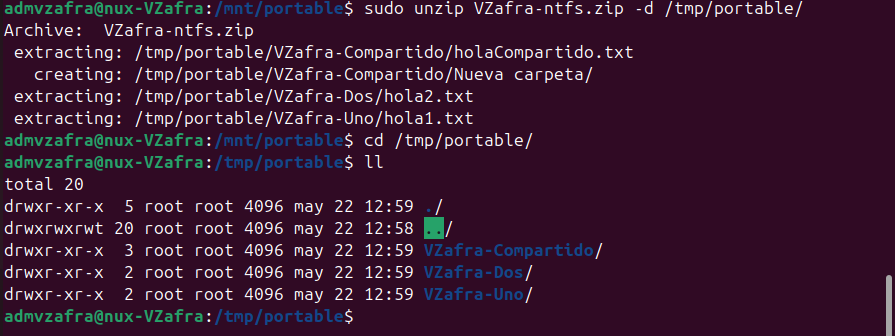 admvzafra@nux-VZafra:/mnt/portable$ sudo unzip VZafra-ntfs.zip -d /tmp/portable/
Archive:  VZafra-ntfs.zip
 extracting: /tmp/portable/VZafra-Compartido/holaCompartido.txt
   creating: /tmp/portable/VZafra-Compartido/Nueva carpeta/
 extracting: /tmp/portable/VZafra-Dos/hola2.txt
 extracting: /tmp/portable/VZafra-Uno/hola1.txt
admvzafra@nux-VZafra:/mnt/portable$ cd /tmp/portable/
admvzafra@nux-VZafra:/tmp/portable$ ll
total 20
drwxr-xr-x  5 root root 4096 may 22 12:59 ./
drwxrwxrwt 20 root root 4096 may 22 12:58 ../
drwxr-xr-x  3 root root 4096 may 22 12:59 VZafra-Compartido/
drwxr-xr-x  2 root root 4096 may 22 12:59 VZafra-Dos/
drwxr-xr-x  2 root root 4096 may 22 12:59 VZafra-Uno/
admvzafra@nux-VZafra:/tmp/portable$